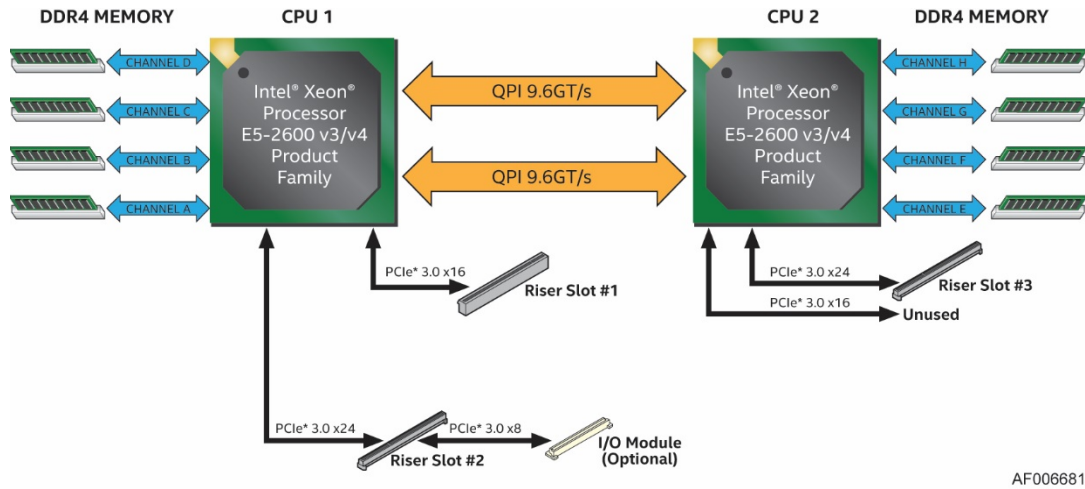 DDR4 MEMORY
CPU 1
CPU 2
DDR4 MEMORY
CHANNEL D
CHANNEL C
CHANNEL B
CHANNEL A
Intel® Xeon®
Processor
E5-2600 v3/v4
Product
Family
QPI 9.6GT/s
QPI 9.6GT/s
Intel® Xeon®
Processor
E5-2600 v3/v4
Product
Family
CHANNEL H
CHANNEL G
CHANNEL F
CHANNEL E
PCIe* 3.0 x16
Riser Slot #1
PCIe* 3.0 x24
Riser Slot #3
PCIe* 3.0 x16
Unused
PCIe* 3.0 x24
Riser Slot #2
PCIe* 3.0 x8
I/O Module
(Optional)
AF006681